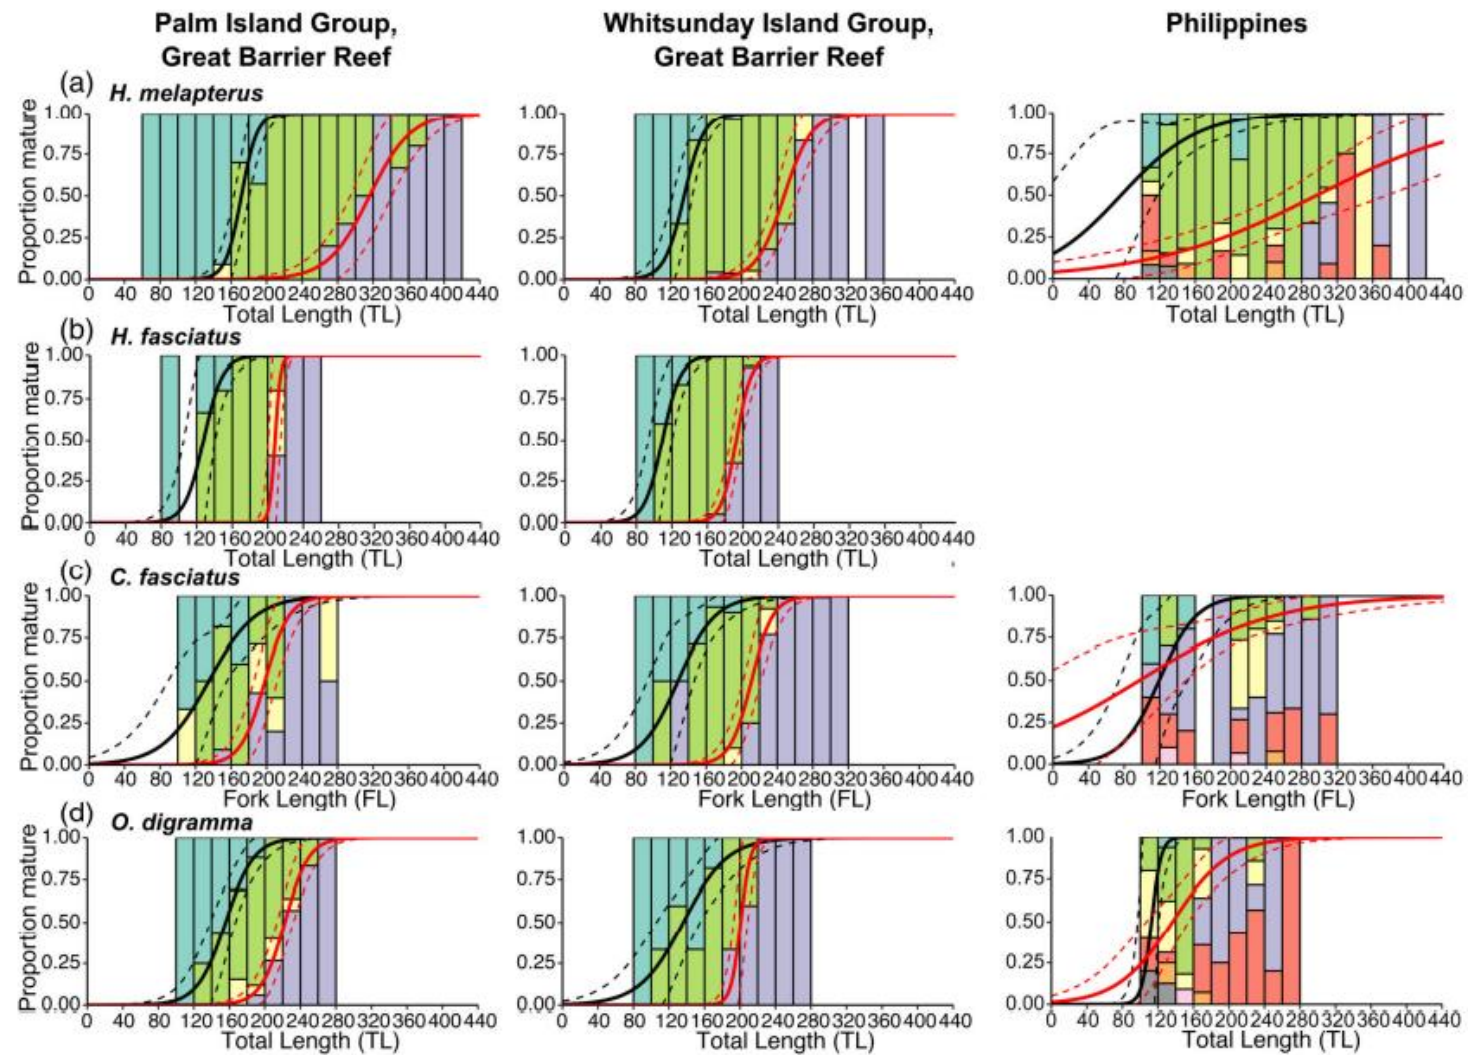 Palm Island Group,
Great Barrier Reef
Whitsunday Island Group,
Great Barrier Reef
Philippines
(a)
H. melapterus
Proportion mature
1.00
0.75
0.50
0.25
0.00
0 40 80 120 160 200 240 280 320 360 400 440
Total Length (TL)
1.00
0.75
0.50
0.25
0.00
0 40 80 120 160 200 240 280 320 360 400 440
Total Length (TL)
1.00
0.75
0.50
0.25
0.00
0 40 80 120 160 200 240 280 320 360 400 440
Total Length (TL)
(b)
H. fasciatus
Proportion mature
1.00
0.75
0.50
0.25
0.00
0 40 80 120 160 200 240 280 320 360 400 440
Total Length (TL)
1.00
0.75
0.50
0.25
0.00
0 40 80 120 160 200 240 280 320 360 400 440
Total Length (TL)
(c)
C. fasciatus
Proportion mature
1.00
0.75
0.50
0.25
0.00
0 40 80 120 160 200 240 280 320 360 400 440
Fork Length (FL)
1.00
0.75
0.50
0.25
0.00
0 40 80 120 160 200 240 280 320 360 400 440
Fork Length (FL)
1.00
0.75
0.50
0.25
0.00
0 40 80 120 160 200 240 280 320 360 400 440
Fork Length (FL)
(d)
O. digramma
Proportion mature
1.00
0.75
0.50
0.25
0.00
0 40 80 120 160 200 240 280 320 360 400 440
Total Length (TL)
1.00
0.75
0.50
0.25
0.00
0 40 80 120 160 200 240 280 320 360 400 440
Total Length (TL)
1.00
0.75
0.50
0.25
0.00
0 40 80 120 160 200 240 280 320 360 400 440
Total Length (TL)